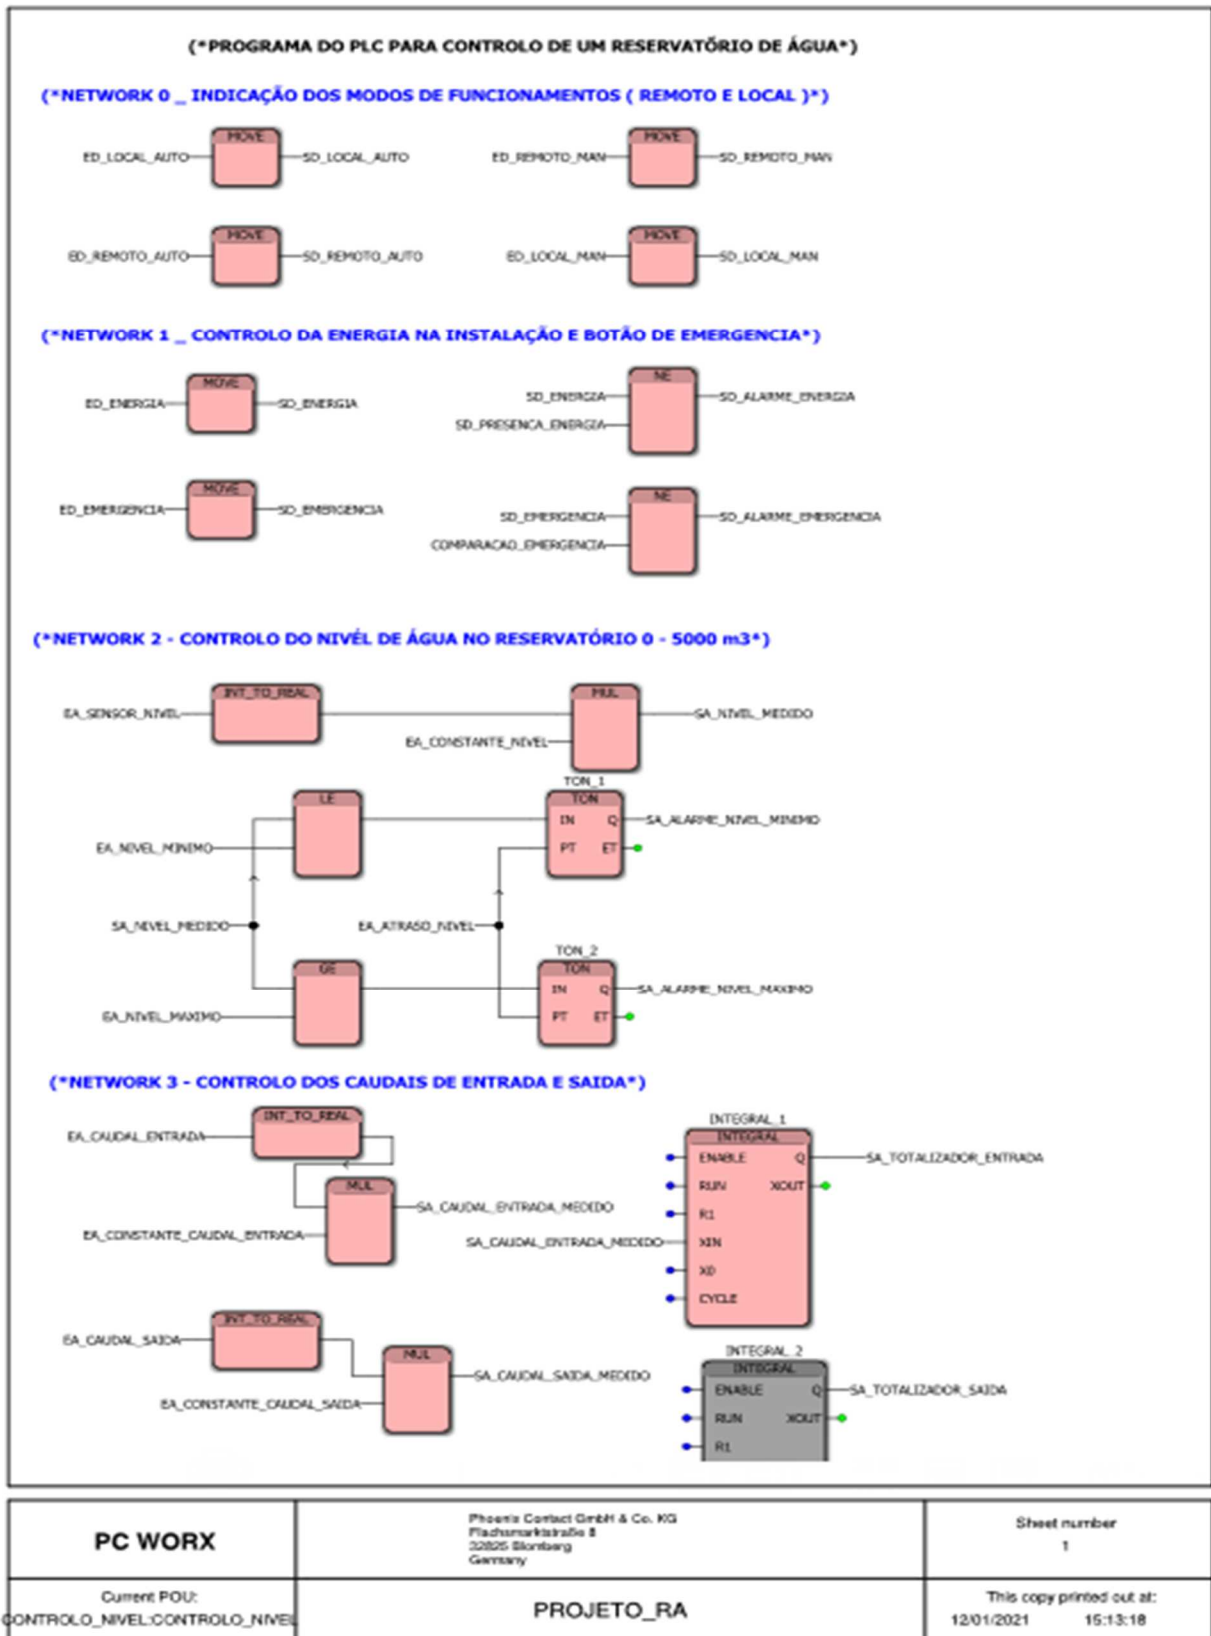 (*PROGRAMA DO PLC PARA CONTROLO DE UM RESERVATÓRIO DE ÁGUA*)
(*NETWORK 0 _ INDICAÇÃO DOS MODOS DE FUNCIONAMENTOS ( REMOTO E LOCAL )*)
MOVE
ED_LOCAL_AUTO
SD_LOCAL_AUTO
MOVE
ED_REMOTO_MAN
SD_REMOTO_MAN
MOVE
ED_REMOTO_AUTO
SD_REMOTO_AUTO
MOVE
ED_LOCAL_MAN
SD_LOCAL_MAN
(*NETWORK 1 _ CONTROLO DA ENERGIA NA INSTALAÇÃO E BOTÃO DE EMERGENCIA*)
MOVE
ED_ENERGIA
SD_ENERGIA
NE
SD_ENERGIA
SD_PRESENCA_ENERGIA
SD_ALARME_ENERGIA
MOVE
ED_EMERGENCIA
SD_EMERGENCIA
NE
SD_EMERGENCIA
COMPARACAO_EMERGENCIA
SD_ALARME_EMERGENCIA
(*NETWORK 2 - CONTROLO DO NIVÉL DE ÁGUA NO RESERVATÓRIO 0 - 5000 m3*)
INT_TO_REAL
EA_SENSOR_NIVEL
MUL
EA_CONSTANTE_NIVEL
SA_NIVEL_MEDIDO
LE
EA_NIVEL_MINIMO
TON_1
TON
IN Q
PT ET
SA_ALARME_NIVEL_MINIMO
SA_NIVEL_MEDIDO
EA_ATRASO_NIVEL
GE
EA_NIVEL_MAXIMO
TON_2
TON
IN Q
PT ET
SA_ALARME_NIVEL_MAXIMO
(*NETWORK 3 - CONTROLO DOS CAUDAIS DE ENTRADA E SAIDA*)
INT_TO_REAL
EA_CAUDAL_ENTRADA
MUL
EA_CONSTANTE_CAUDAL_ENTRADA
SA_CAUDAL_ENTRADA_MEDIDO
INTEGRAL_1
INTEGRAL
ENABLE Q
SA_TOTALIZADOR_ENTRADA
RUN XOUT
R1
SA_CAUDAL_ENTRADA_MEDIDO
XIN
X0
CYCLE
INT_TO_REAL
EA_CAUDAL_SAIDA
MUL
EA_CONSTANTE_CAUDAL_SAIDA
SA_CAUDAL_SAIDA_MEDIDO
INTEGRAL_2
INTEGRAL
ENABLE Q
SA_TOTALIZADOR_SAIDA
RUN XOUT
R1
PC WORX
Phoenix Contact GmbH & Co. KG
Flachsmarktstraße 8
32825 Blomberg
Germany
Sheet number
1
Current POU:
CONTROLO_NIVEL:CONTROLO_NIVEL
PROJETO_RA
This copy printed out at:
12/01/2021 15:13:18